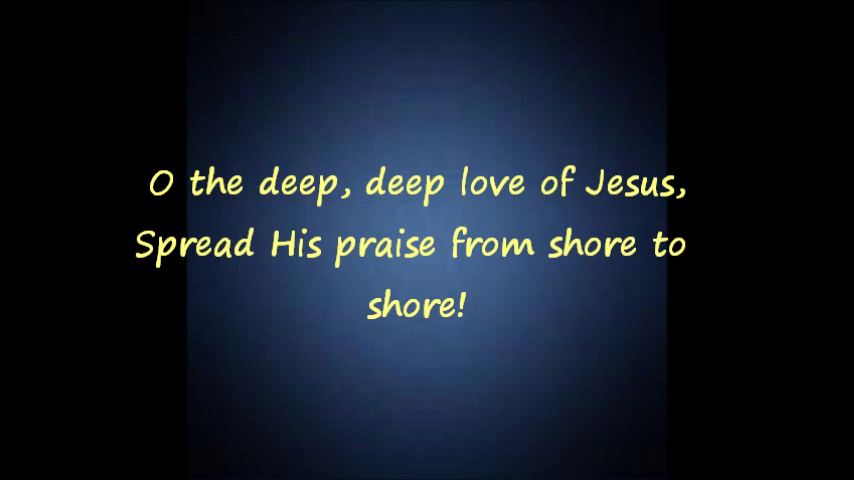 O the deep, deep love of Jesus,
Spread His praise from shore to
shore!